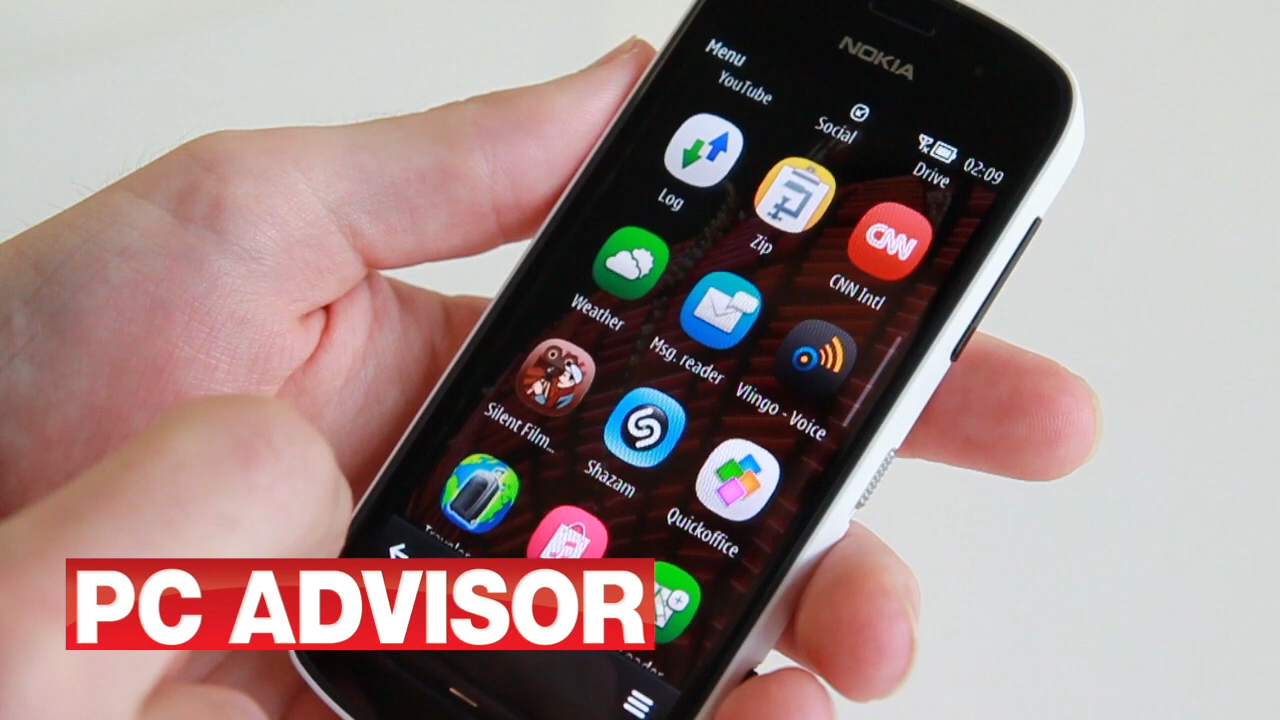 NOKIA
Menu
02:09
YouTube
Social
Drive
Log
Zip
CNN
CNN Intl
Weather
Msg. reader
Vlingo - Voice
Silent Film...
Shazam
Quickoffice
PC ADVISOR